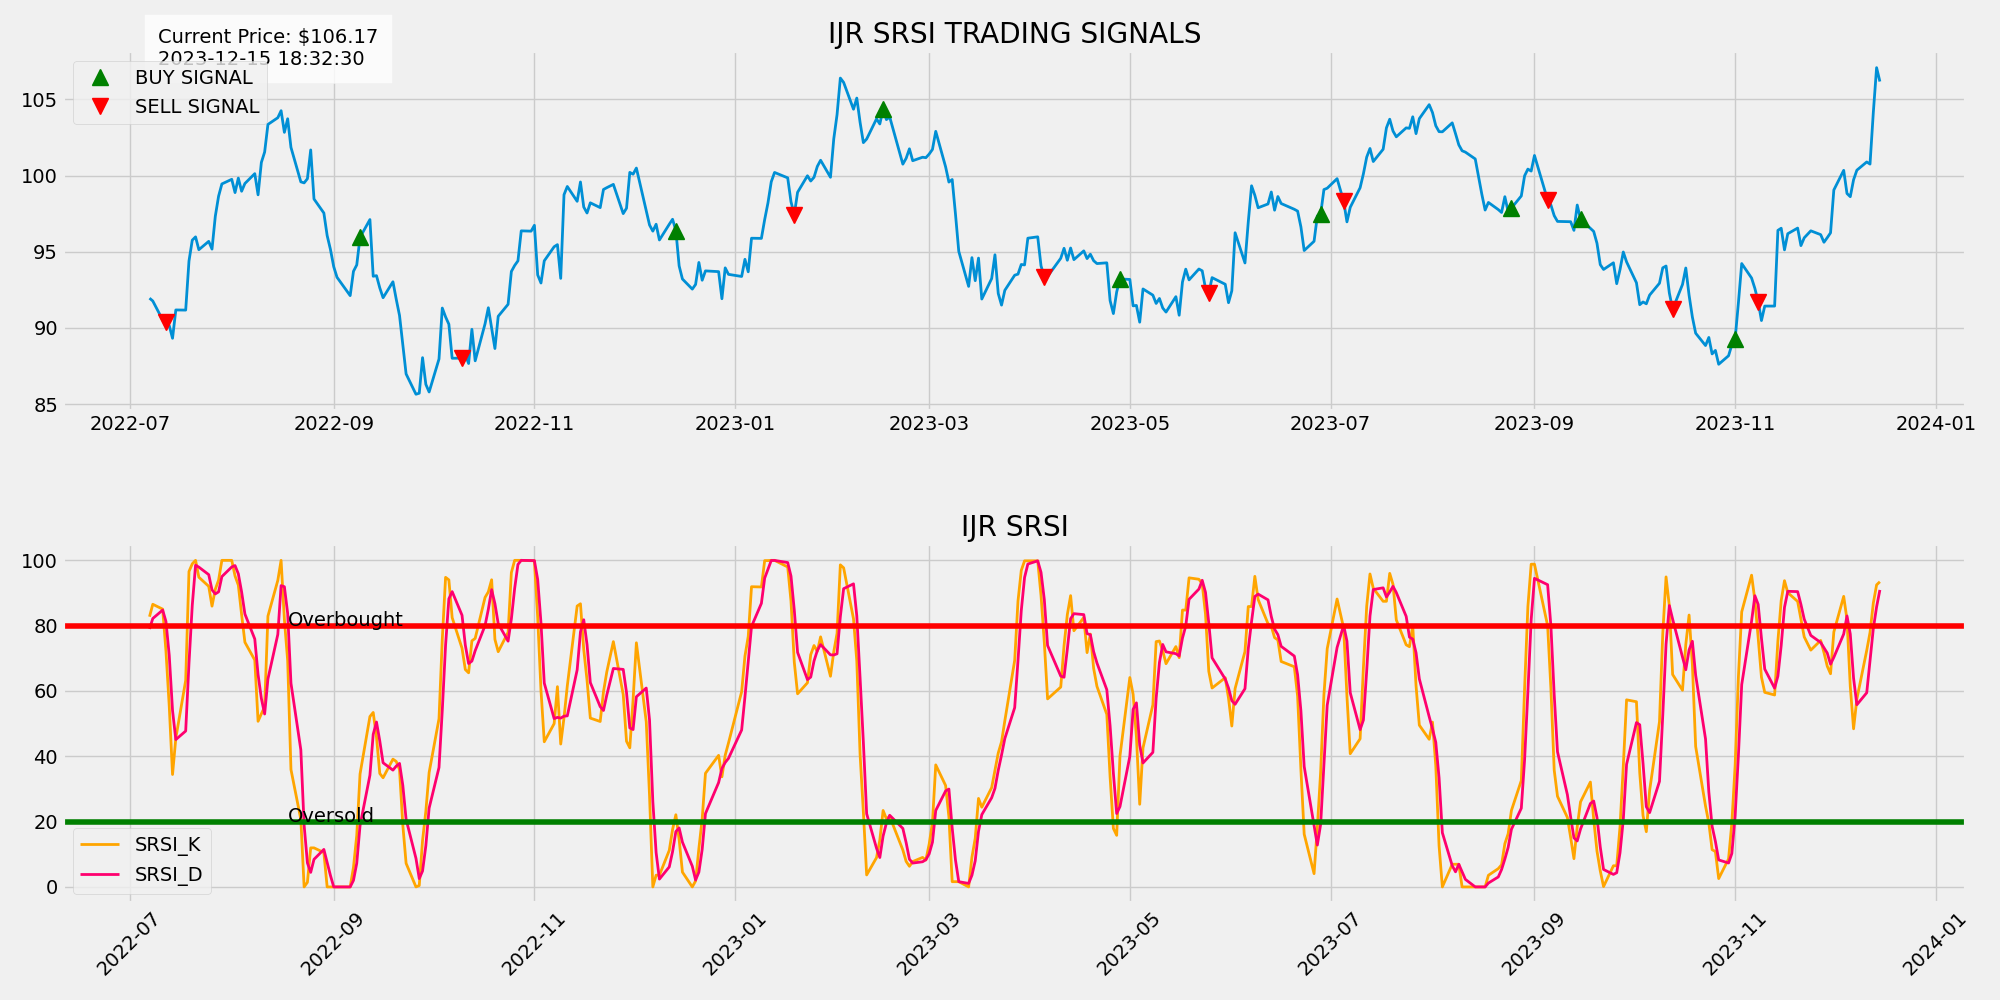 IJR SRSI TRADING SIGNALS
Current Price: $106.17
2023-12-15 18:32:30
BUY SIGNAL
SELL SIGNAL
105
100
95
90
85
2022-07 2022-09 2022-11 2023-01 2023-03 2023-05 2023-07 2023-09 2023-11 2024-01
IJR SRSI
100
80
60
40
20
0
Overbought
Oversold
SRSI_K
SRSI_D
2022-07 2022-09 2022-11 2023-01 2023-03 2023-05 2023-07 2023-09 2023-11 2024-01